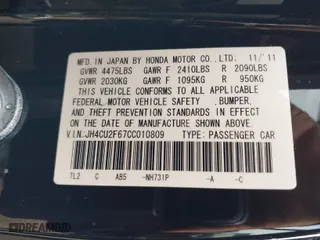 MFD. IN JAPAN BY HONDA MOTOR CO.,LTD. 11/'11
GVWR 4475LBS GAWR F 2410LBS R 2090LBS
GVWR 2030KG GAWR F 1095KG R 950KG
THIS VEHICLE CONFORMS TO ALL APPLICABLE
FEDERAL MOTOR VEHICLE SAFETY, BUMPER,
AND THEFT PREVENTION STANDARDS IN EFFECT
ON THE DATE OF MANUFACTURE SHOWN ABOVE.
V.I.N.JH4CU2F67CC010809 TYPE: PASSENGER CAR
TL2 C AB5 -NH731P -A -C
DREAMBID